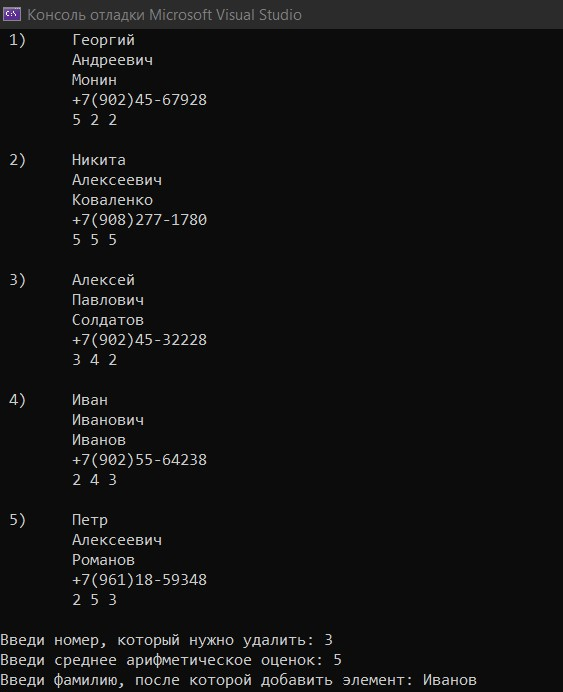 Консоль отладки Microsoft Visual Studio
1) Георгий
Андреевич
Монин
+7(902)45-67928
5 2 2
2) Никита
Алексеевич
Коваленко
+7(908)277-1780
5 5 5
3) Алексей
Павлович
Солдатов
+7(902)45-32228
3 4 2
4) Иван
Иванович
Иванов
+7(902)55-64238
2 4 3
5) Петр
Алексеевич
Романов
+7(961)18-59348
2 5 3
Введи номер, который нужно удалить: 3
Введи среднее арифметическое оценок: 5
Введи фамилию, после которой добавить элемент: Иванов